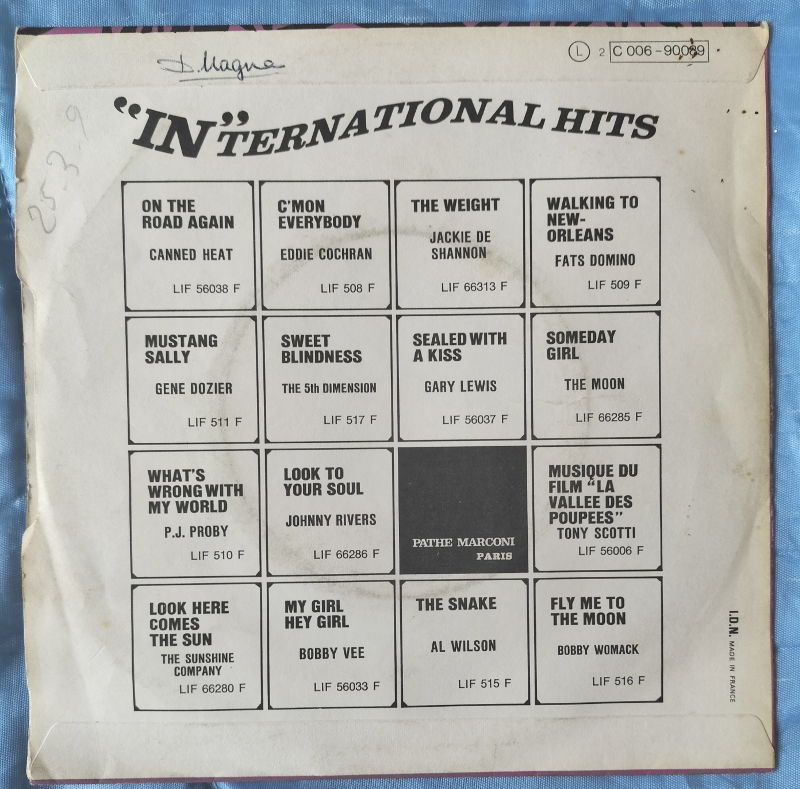 D. Magna
L 2 C 006-90089
25.3.9
"IN"TERNATIONAL HITS
ON THE
ROAD AGAIN
CANNED HEAT
LIF 56038 F
C'MON
EVERYBODY
EDDIE COCHRAN
LIF 508 F
THE WEIGHT
JACKIE DE
SHANNON
LIF 66313 F
WALKING TO
NEW-
ORLEANS
FATS DOMINO
LIF 509 F
MUSTANG
SALLY
GENE DOZIER
LIF 511 F
SWEET
BLINDNESS
THE 5th DIMENSION
LIF 517 F
SEALED WITH
A KISS
GARY LEWIS
LIF 56037 F
SOMEDAY
GIRL
THE MOON
LIF 66285 F
WHAT'S
WRONG WITH
MY WORLD
P.J. PROBY
LIF 510 F
LOOK TO
YOUR SOUL
JOHNNY RIVERS
LIF 66286 F
PATHE MARCONI
PARIS
MUSIQUE DU
FILM "LA
VALLEE DES
POUPEES"
TONY SCOTTI
LIF 56006 F
LOOK HERE
COMES
THE SUN
THE SUNSHINE
COMPANY
LIF 66280 F
MY GIRL
HEY GIRL
BOBBY VEE
LIF 56033 F
THE SNAKE
AL WILSON
LIF 515 F
FLY ME TO
THE MOON
BOBBY WOMACK
LIF 516 F
I.D.N. MADE IN FRANCE